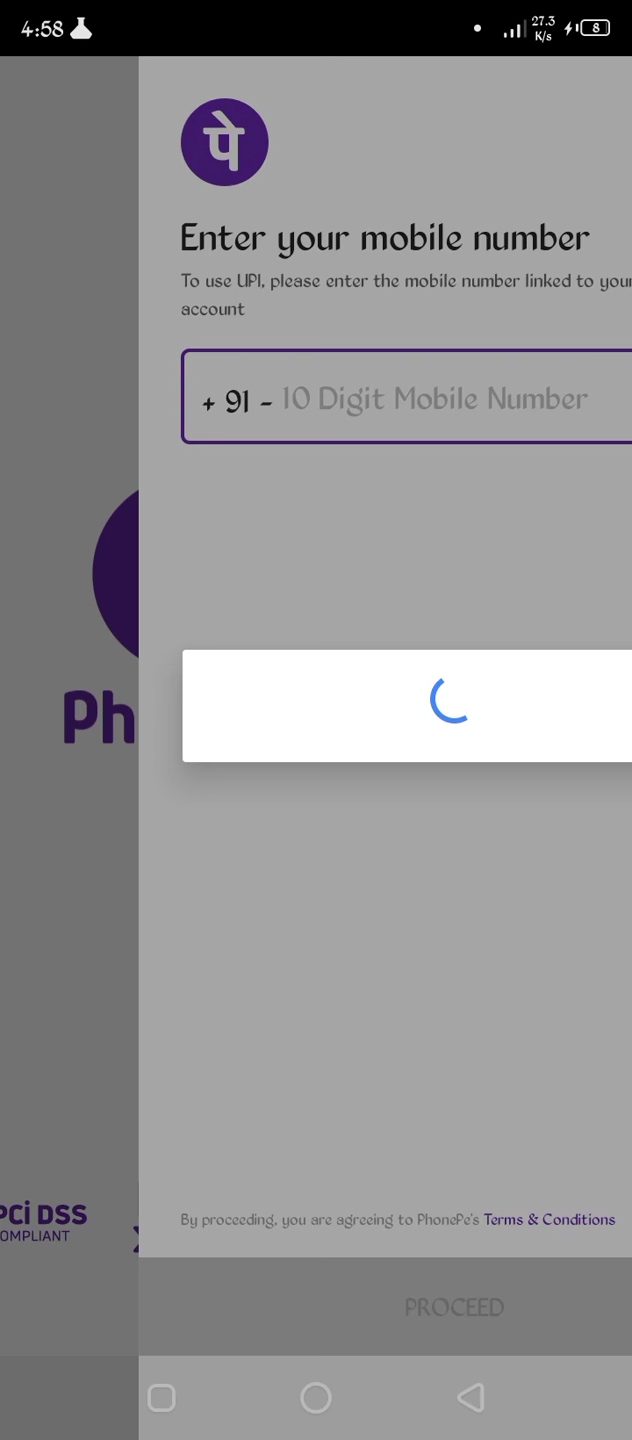 4:58
27.3
K/s
8
पे
Enter your mobile number
To use UPI, please enter the mobile number linked to your
account
+ 91 - 10 Digit Mobile Number
Ph
PCi DSS
OMPLIANT
By proceeding, you are agreeing to PhonePe's Terms & Conditions
PROCEED